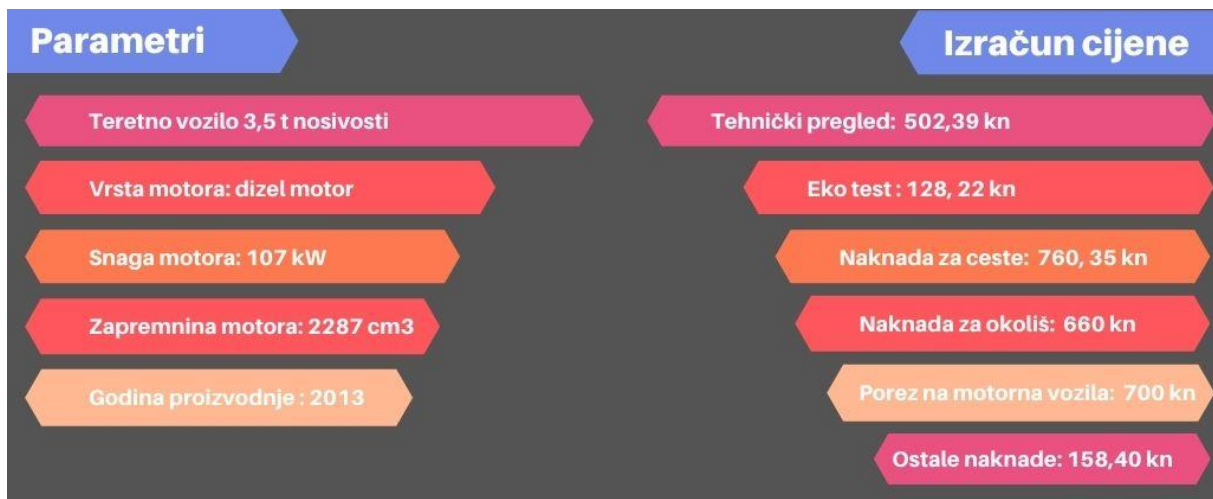 Parametri
Teretno vozilo 3,5 t nosivosti
Vrsta motora: dizel motor
Snaga motora: 107 kW
Zapremnina motora: 2287 cm3
Godina proizvodnje : 2013
Izračun cijene
Tehnički pregled: 502,39 kn
Eko test : 128, 22 kn
Naknada za ceste: 760, 35 kn
Naknada za okoliš: 660 kn
Porez na motorna vozila: 700 kn
Ostale naknade: 158,40 kn